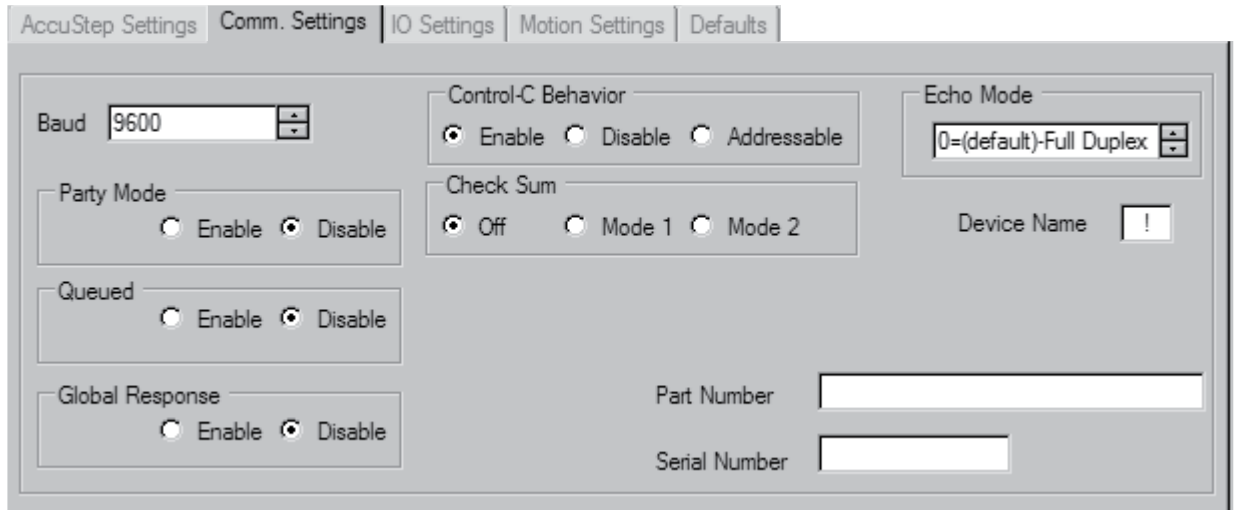 AccuStep Settings Comm. Settings IO Settings Motion Settings Defaults
Baud 9600
Control-C Behavior
Enable Disable Addressable
Echo Mode
0=(default)-Full Duplex
Party Mode
Enable Disable
Check Sum
Off Mode 1 Mode 2
Device Name !
Queued
Enable Disable
Global Response
Enable Disable
Part Number
Serial Number